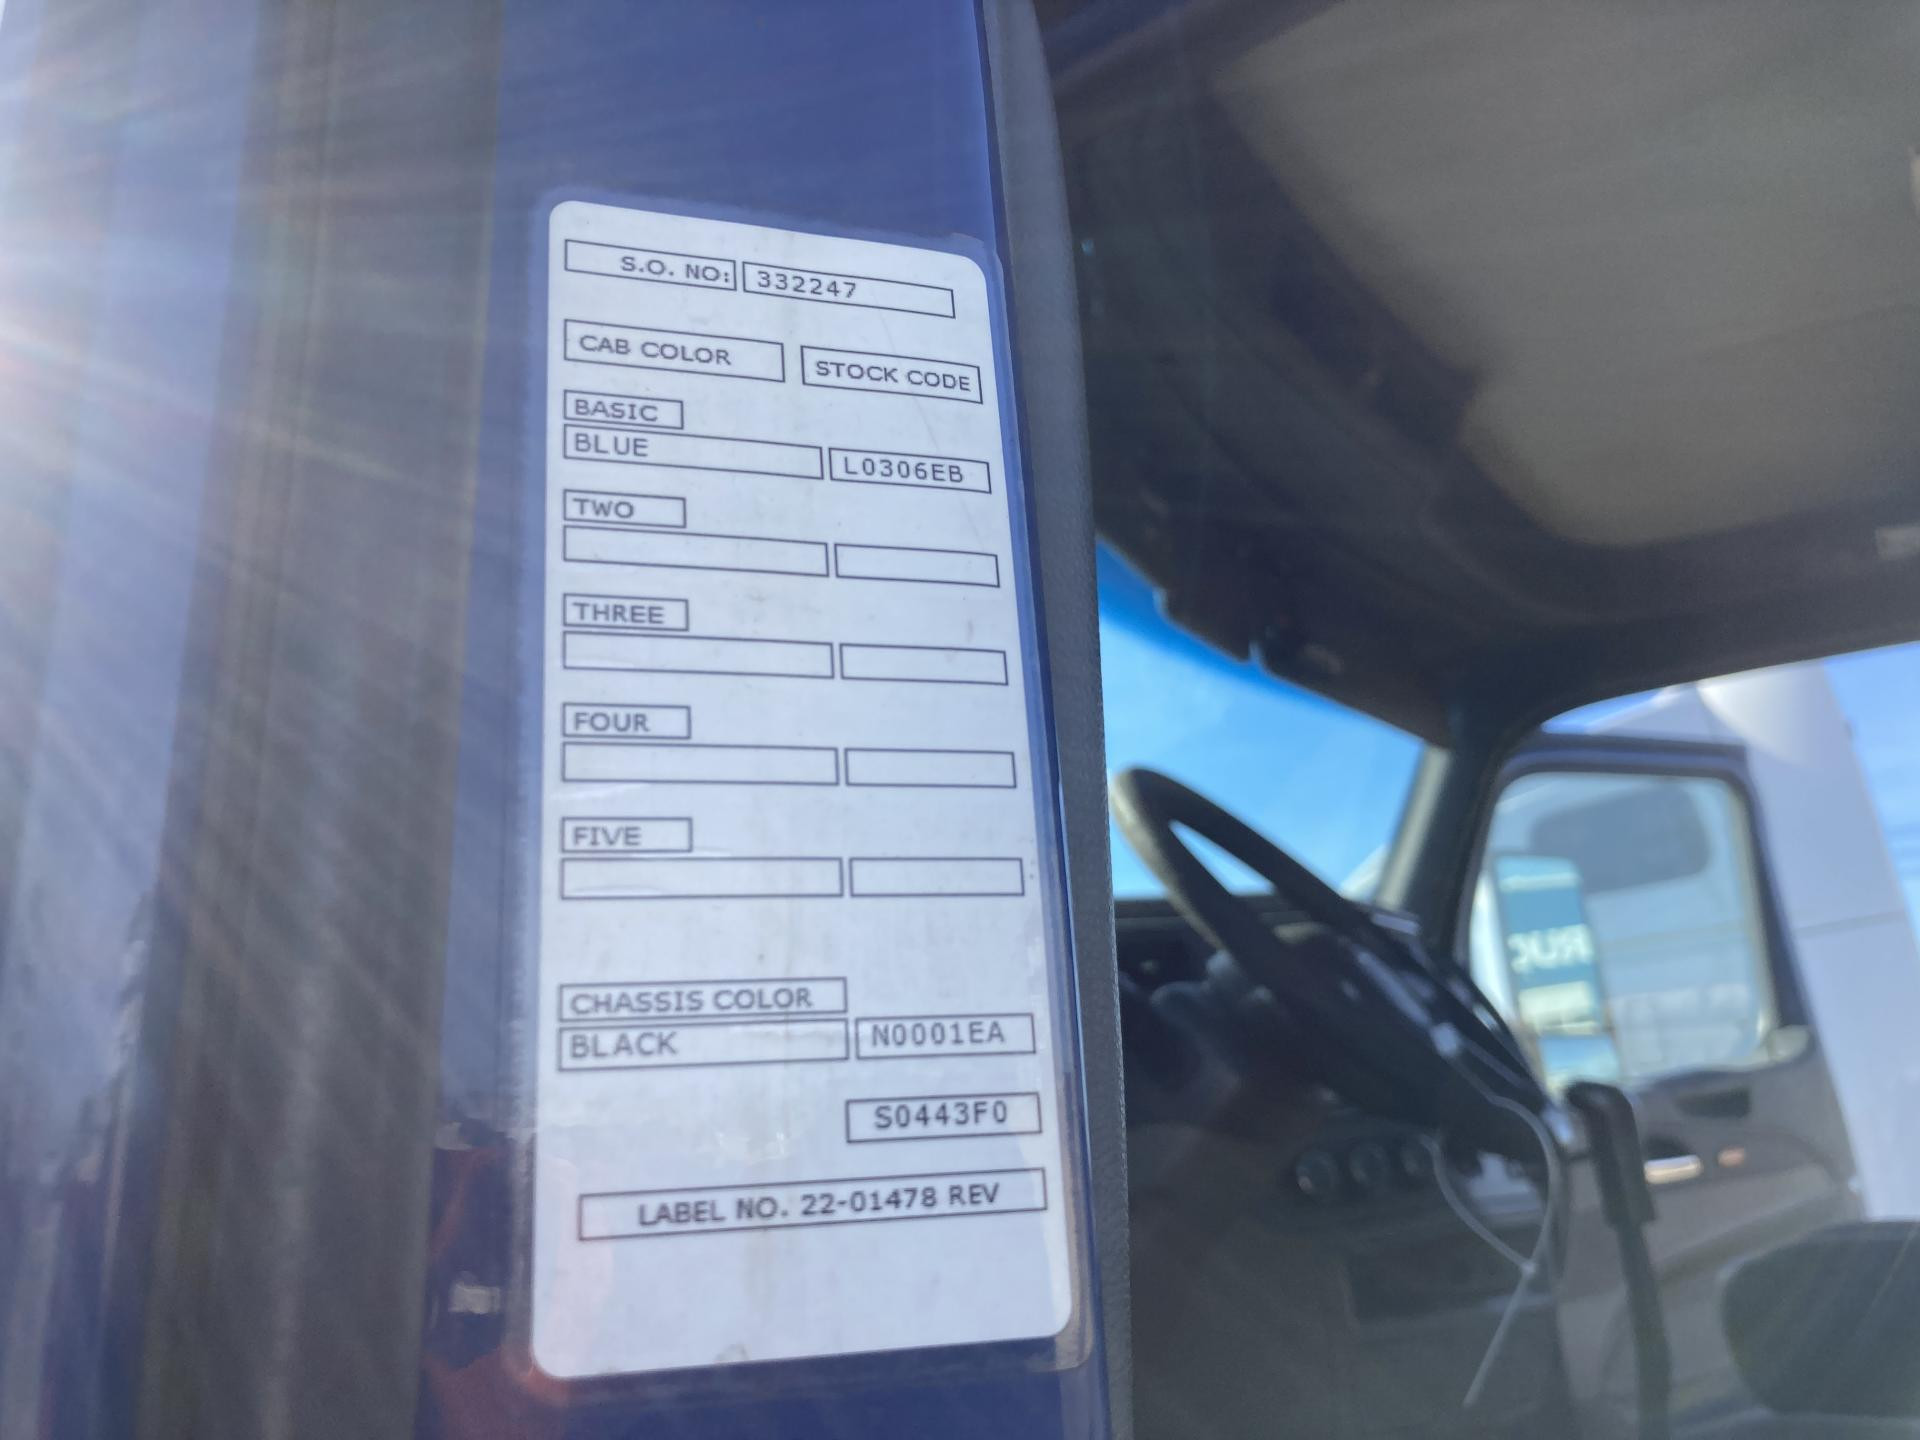 S.O. NO: 332247
CAB COLOR STOCK CODE
BASIC
BLUE L0306EB
TWO
THREE
FOUR
FIVE
CHASSIS COLOR
BLACK N0001EA
S0443F0
LABEL NO. 22-01478 REV